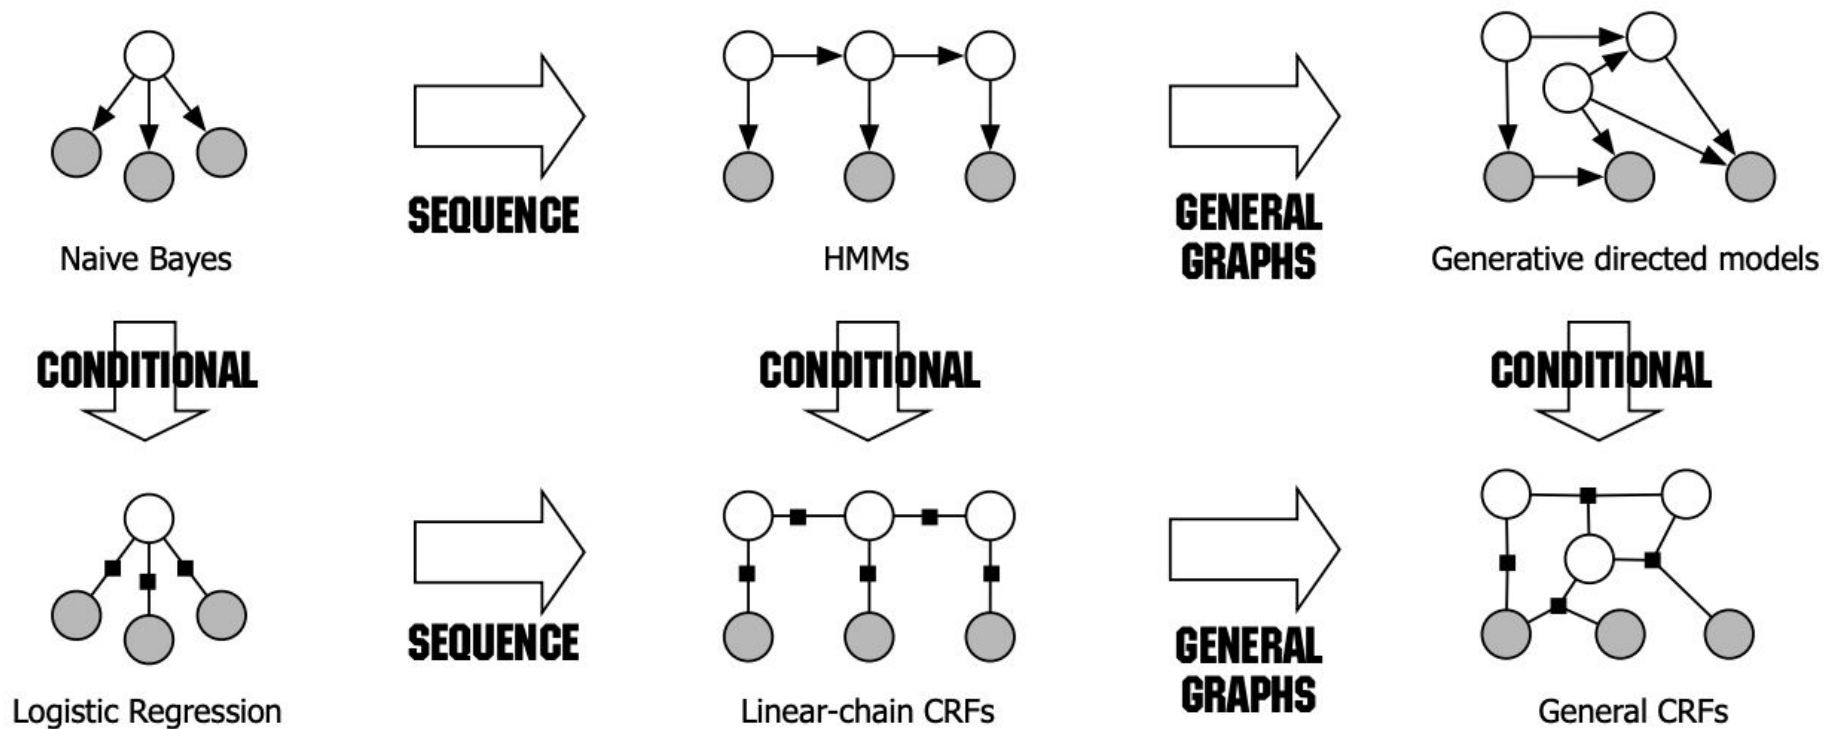 SEQUENCE
GENERAL
GRAPHS
Naive Bayes
HMMs
Generative directed models
CONDITIONAL
CONDITIONAL
CONDITIONAL
SEQUENCE
GENERAL
GRAPHS
Logistic Regression
Linear-chain CRFs
General CRFs